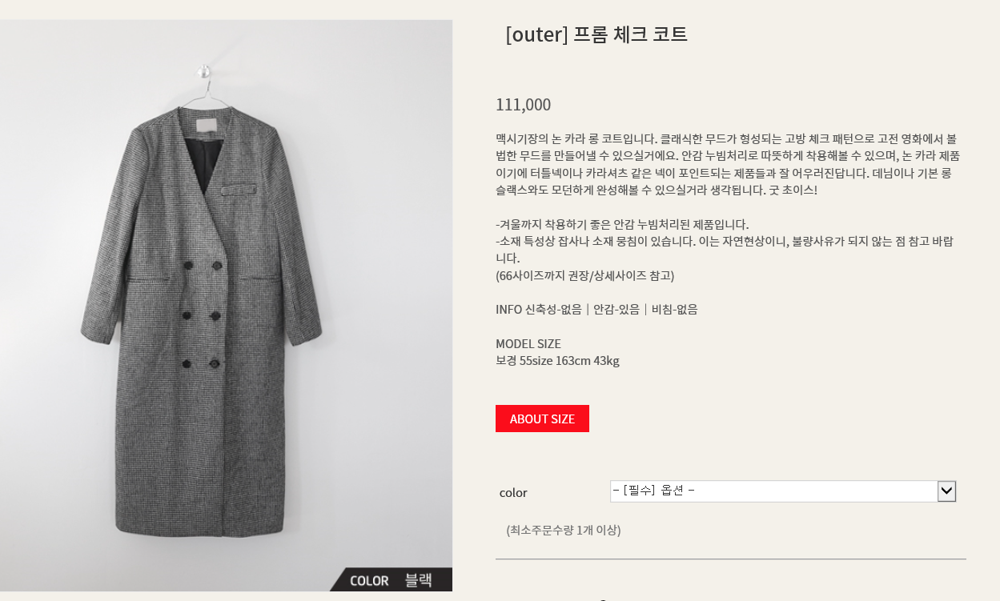 [outer] 프롬 체크 코트
111,000
맥시기장의 논 카라 롱 코트입니다. 클래식한 무드가 형성되는 고방 체크 패턴으로 고전 영화에서 볼
법한 무드를 만들어낼 수 있으실거에요. 안감 누빔처리로 따뜻하게 착용해볼 수 있으며, 논 카라 제품
이기에 터틀넥이나 카라셔츠 같은 넥이 포인트되는 제품들과 잘 어우러진답니다. 데님이나 기본 롱
슬랙스와도 모던하게 완성해볼 수 있으실거라 생각됩니다. 굿 초이스!
-겨울까지 착용하기 좋은 안감 누빔처리된 제품입니다.
-소재 특성상 잡사나 소재 뭉침이 있습니다. 이는 자연현상이니, 불량사유가 되지 않는 점 참고 바랍
니다.
(66사이즈까지 권장/상세사이즈 참고)
INFO 신축성-없음 | 안감-있음 | 비침-없음
MODEL SIZE
보경 55size 163cm 43kg
ABOUT SIZE
color - [필수] 옵션 -
(최소주문수량 1개 이상)
COLOR 블랙